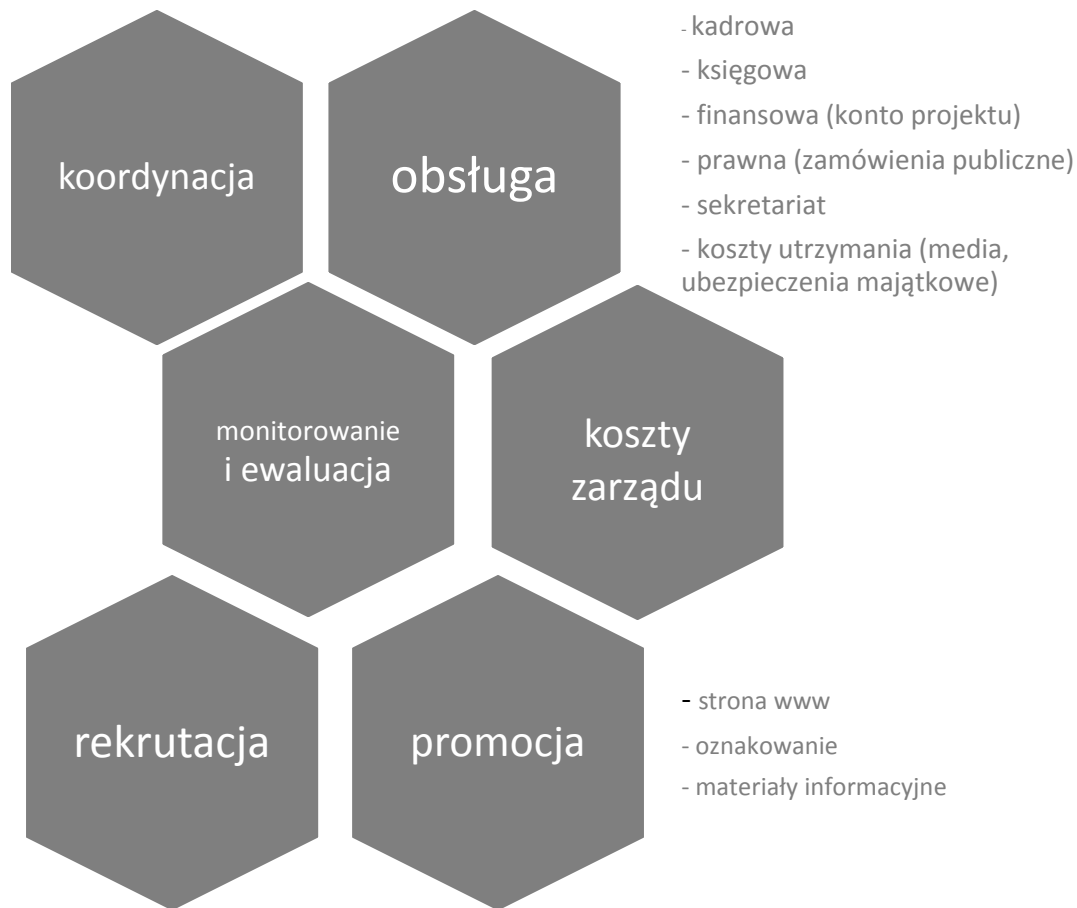 koordynacja
obsługa
- kadrowa
- księgowa
- finansowa (konto projektu)
- prawna (zamówienia publiczne)
- sekretariat
- koszty utrzymania (media,
ubezpieczenia majątkowe)
monitorowanie
i ewaluacja
koszty
zarządu
rekrutacja
promocja
- strona www
- oznakowanie
- materiały informacyjne